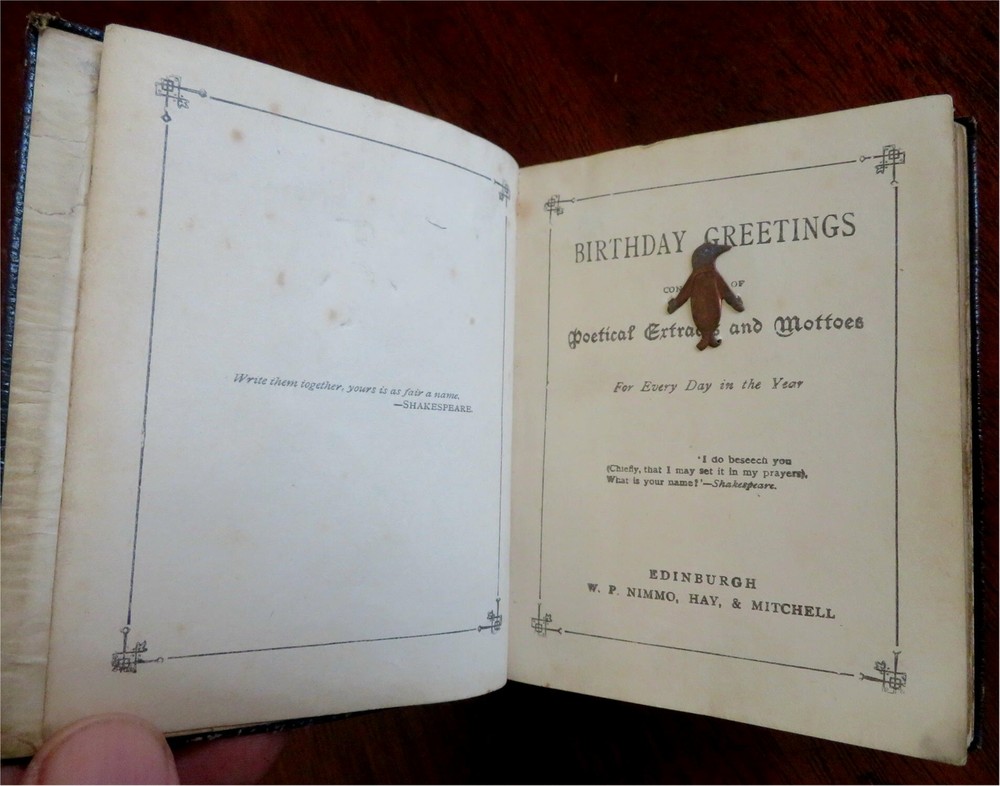 Write them together, yours is as fair a name.
—SHAKESPEARE.
BIRTHDAY GREETINGS
OF
Poetical and Mottoes
For Every Day in the Year
'I do beseech you
(Chiefly, that I may set it in my prayers),
What is your name?'—Shakespeare.
EDINBURGH
W. P. NIMMO, HAY, & MITCHELL